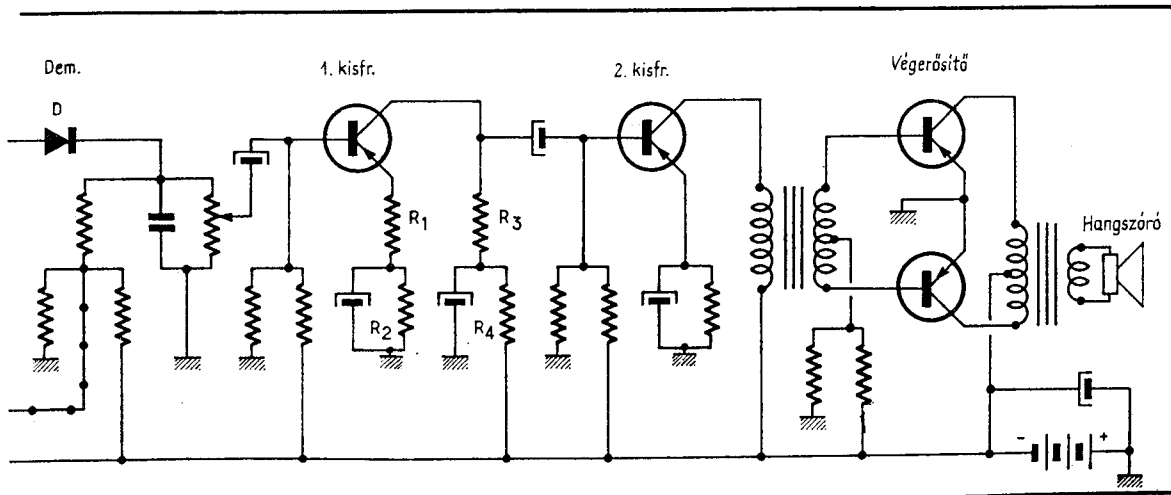 Dem.
1. kisfr.
2. kisfr.
Végerősítő
D
R1
R3
Hangszóró
R2
R4
- +